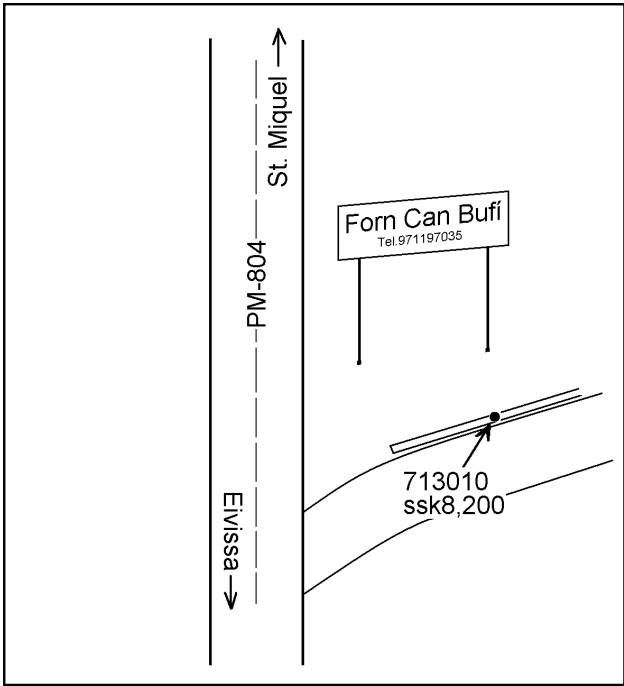 St. Miquel
Forn Can Bufí
Tel.971197035
PM-804
713010
ssk8,200
Eivissa